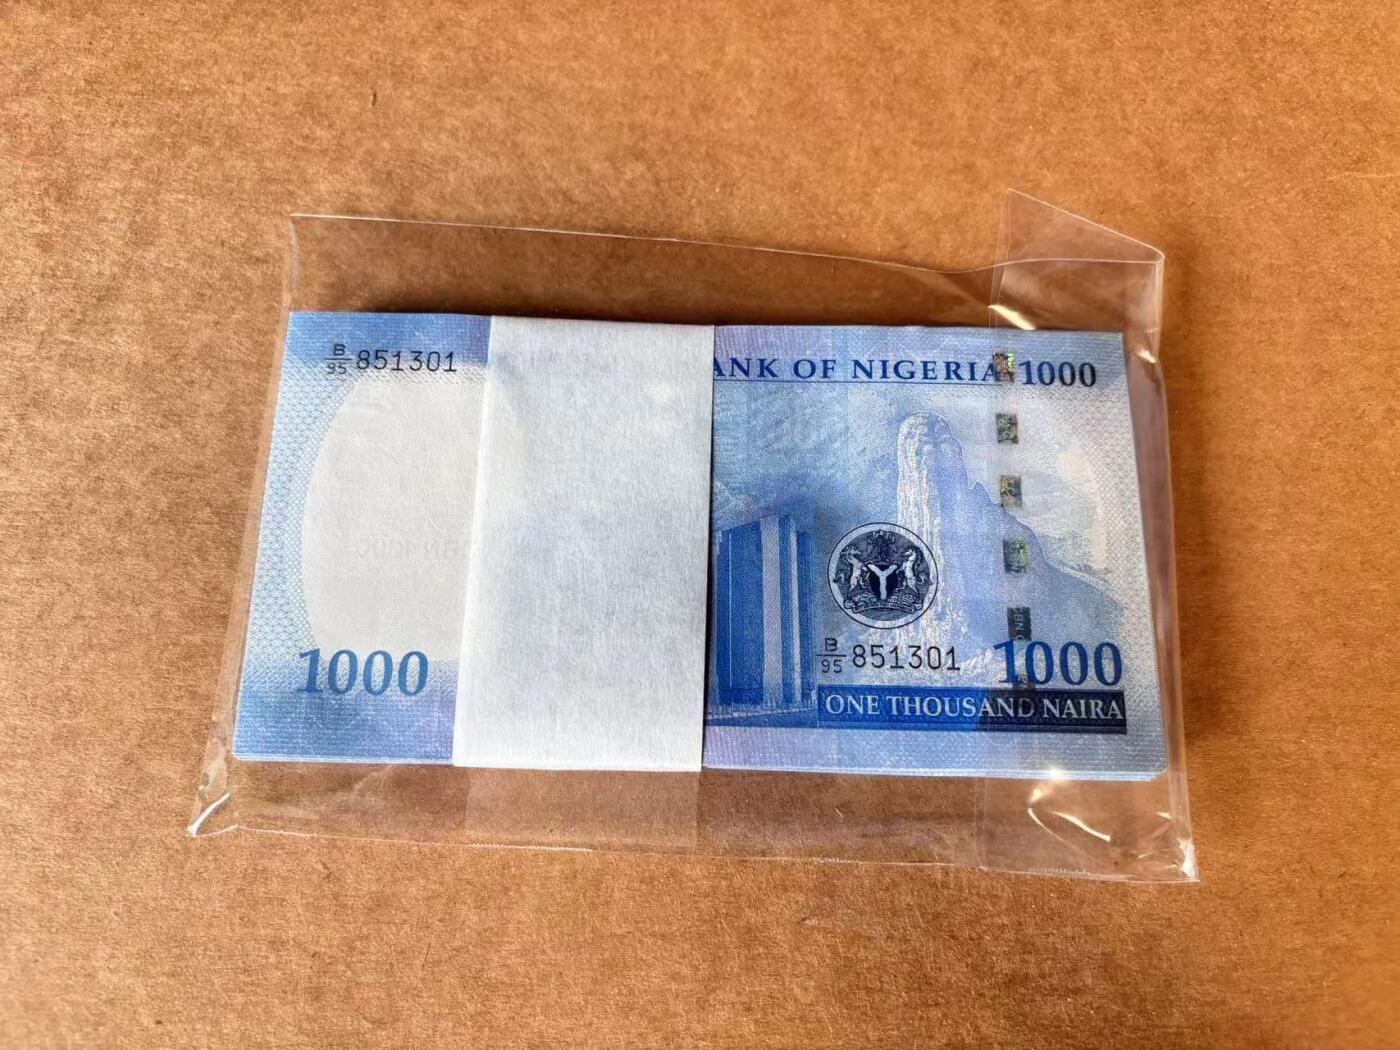 B/95 851301
ANK OF NIGERIA 1000
B/95 851301
1000
1000
ONE THOUSAND NAIRA